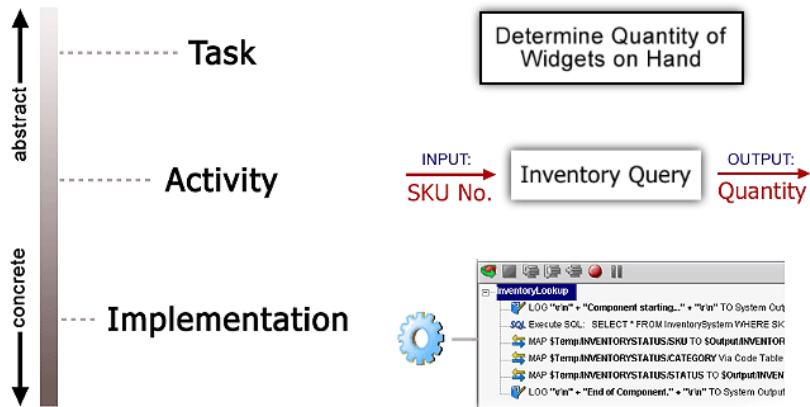 abstract
concrete
Task
Determine Quantity of
Widgets on Hand
Activity
INPUT:
SKU No.
Inventory Query
OUTPUT:
Quantity
Implementation
InventoryLookup
LOG "\r\n" + "Component starting..." + "\r\n" TO System Outp
SQL Execute SQL: SELECT * FROM InventorySystem WHERE SK
MAP $Temp/INVENTORYSTATUS/SKU TO $Output/INVENTOR
MAP $Temp/INVENTORYSTATUS/CATEGORY Via Code Table
MAP $Temp/INVENTORYSTATUS/STATUS TO $Output/INVEN
LOG "\r\n" + "End of Component." + "\r\n" TO System Output